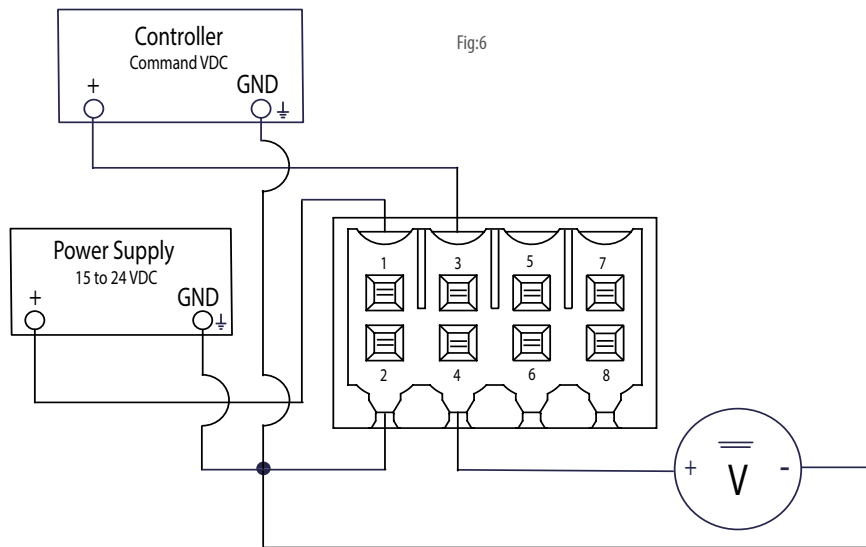 Controller
Command VDC
Fig:6
+ GND
Power Supply
15 to 24 VDC
+ GND
1 3 5 7
2 4 6 8
+ V -